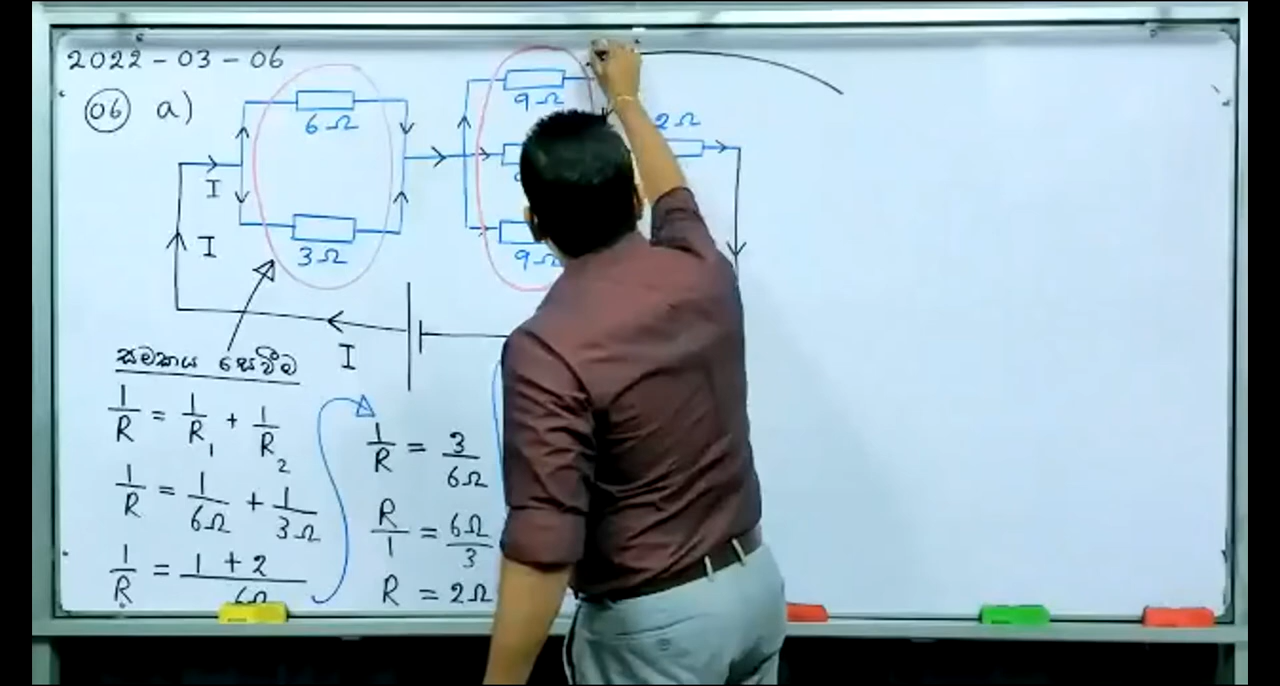 2022 - 03 - 06
06 a)
6Ω
9Ω
2Ω
I
I
3Ω
9Ω
I
සමකය සෙවීම
1/R = 1/R₁ + 1/R₂
1/R = 1/6Ω + 1/3Ω
1/R = 1 + 2/6Ω
1/R = 3/6Ω
R/1 = 6Ω/3
R = 2Ω